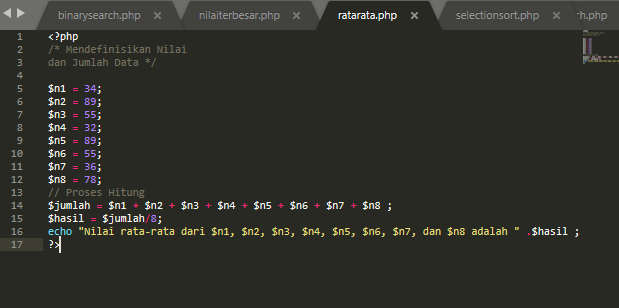 binarysearch.php × nilaiterbesar.php × ratarata.php × selectionsort.php × .php
1 <?php
2 /* Mendefinisikan Nilai
3 dan Jumlah Data */
4
5 $n1 = 34;
6 $n2 = 89;
7 $n3 = 55;
8 $n4 = 32;
9 $n5 = 89;
10 $n6 = 55;
11 $n7 = 36;
12 $n8 = 78;
13 // Proses Hitung
14 $jumlah = $n1 + $n2 + $n3 + $n4 + $n5 + $n6 + $n7 + $n8 ;
15 $hasil = $jumlah/8;
16 echo "Nilai rata-rata dari $n1, $n2, $n3, $n4, $n5, $n6, $n7, dan $n8 adalah " .$hasil ;
17 ?>